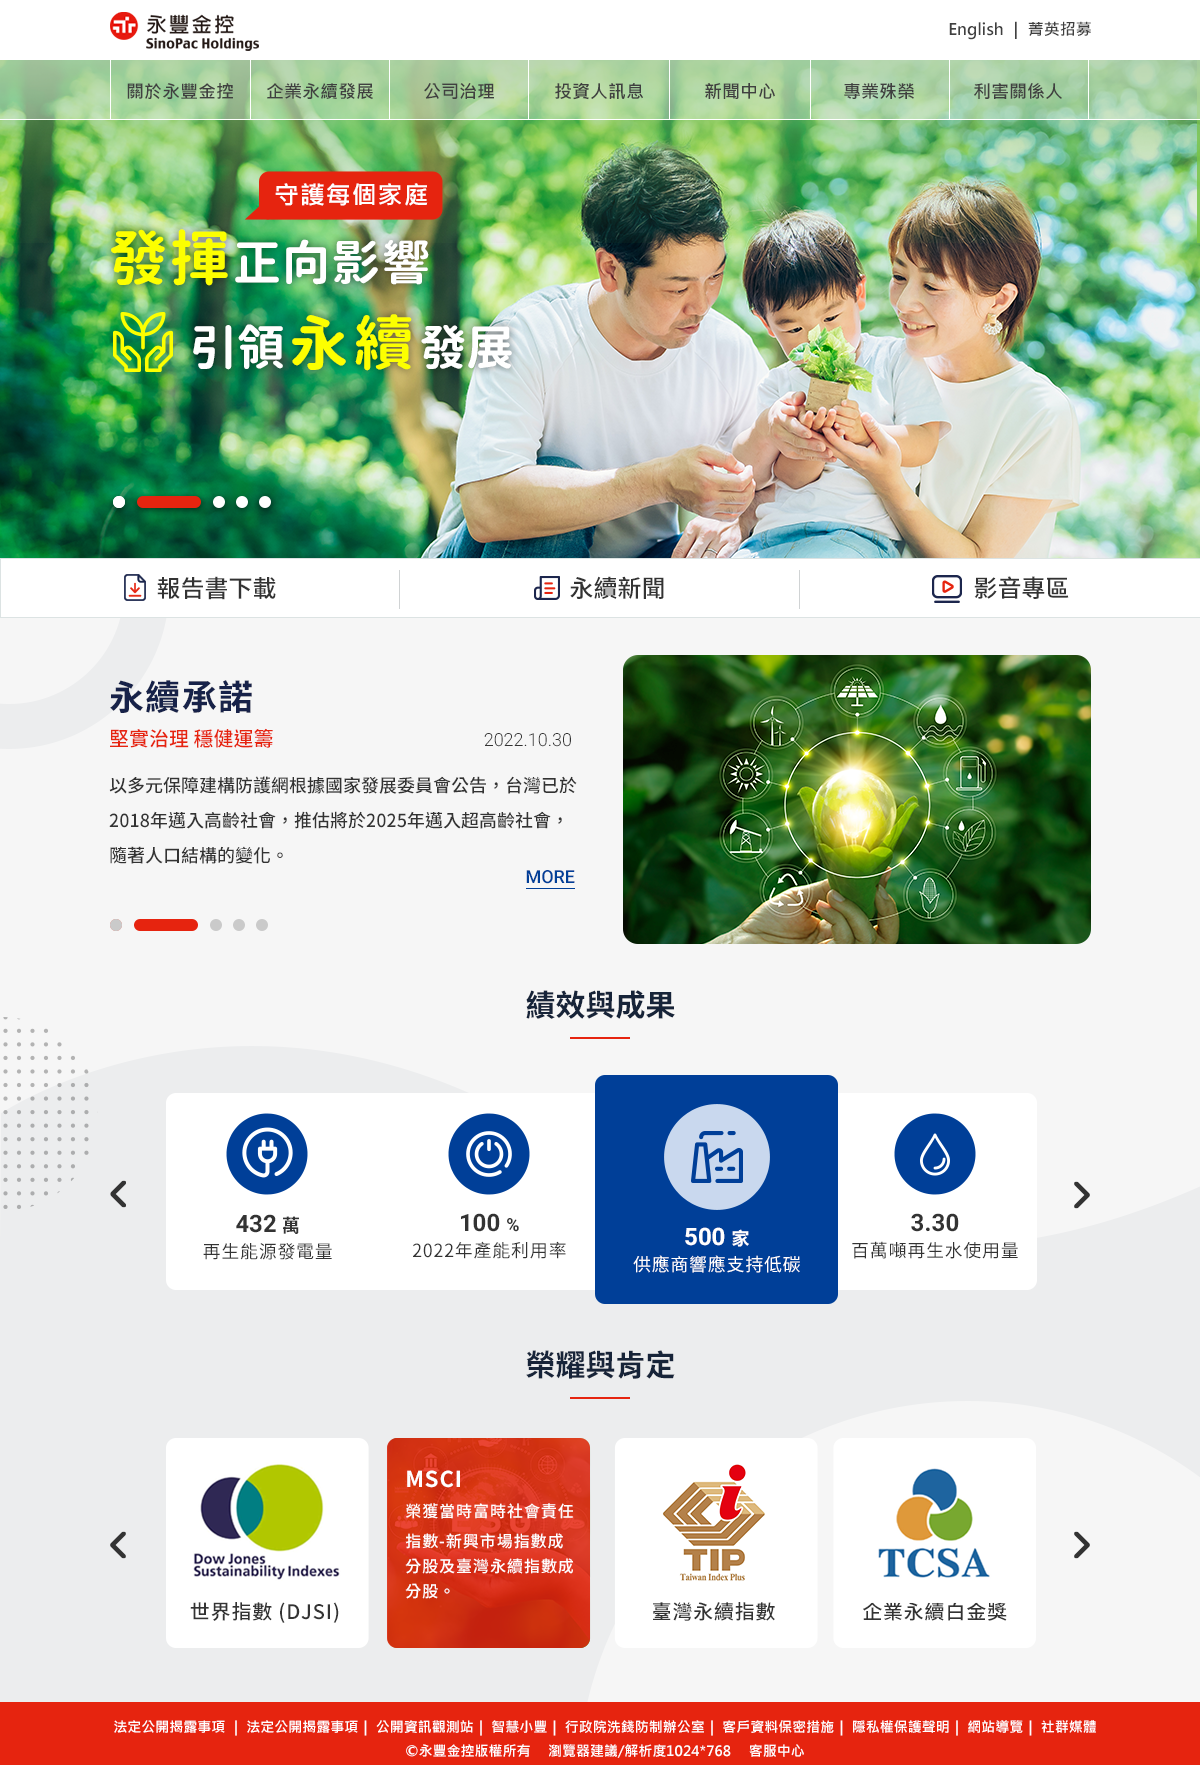 永豐金控
SinoPac Holdings
English | 菁英招募
關於永豐金控 企業永續發展 公司治理 投資人訊息 新聞中心 專業殊榮 利害關係人
守護每個家庭
發揮正向影響
引領永續發展
報告書下載 永續新聞 影音專區
永續承諾
堅實治理 穩健運籌 2022.10.30
以多元保障建構防護網根據國家發展委員會公告，台灣已於
2018年邁入高齡社會，推估將於2025年邁入超高齡社會，
隨著人口結構的變化。
MORE
績效與成果
432 萬
再生能源發電量
100 %
2022年產能利用率
500 家
供應商響應支持低碳
3.30
百萬噸再生水使用量
榮耀與肯定
Dow Jones
Sustainability Indexes
世界指數 (DJSI)
MSCI
榮獲當時富時社會責任
指數-新興市場指數成
分股及臺灣永續指數成
分股。
TIP
Taiwan Index Plus
臺灣永續指數
TCSA
企業永續白金獎
法定公開揭露事項 | 法定公開揭露事項 | 公開資訊觀測站 | 智慧小豐 | 行政院洗錢防制辦公室 | 客戶資料保密措施 | 隱私權保護聲明 | 網站導覽 | 社群媒體
©永豐金控版權所有 瀏覽器建議/解析度1024*768 客服中心